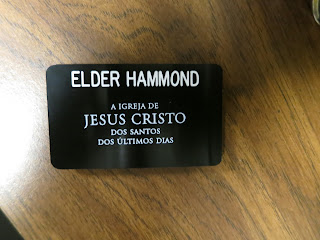 ELDER HAMMOND
A IGREJA DE
JESUS CRISTO
DOS SANTOS
DOS ÚLTIMOS DIAS